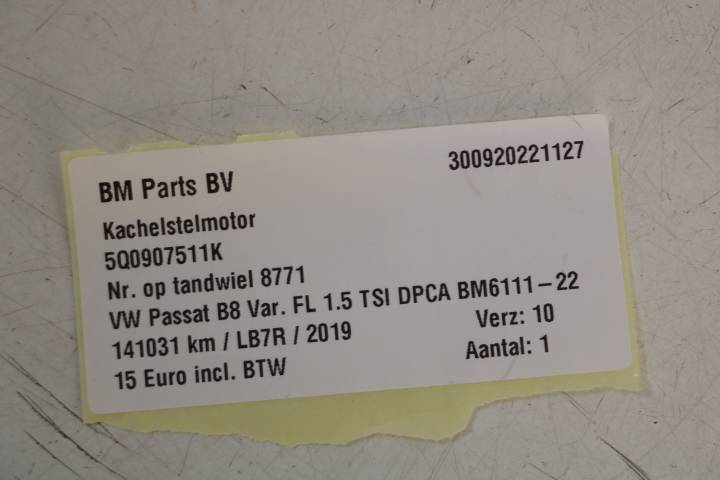 BM Parts BV 300920221127
Kachelstelmotor
5Q0907511K
Nr. op tandwiel 8771
VW Passat B8 Var. FL 1.5 TSI DPCA BM6111-22
141031 km / LB7R / 2019 Verz: 10
15 Euro incl. BTW Aantal: 1